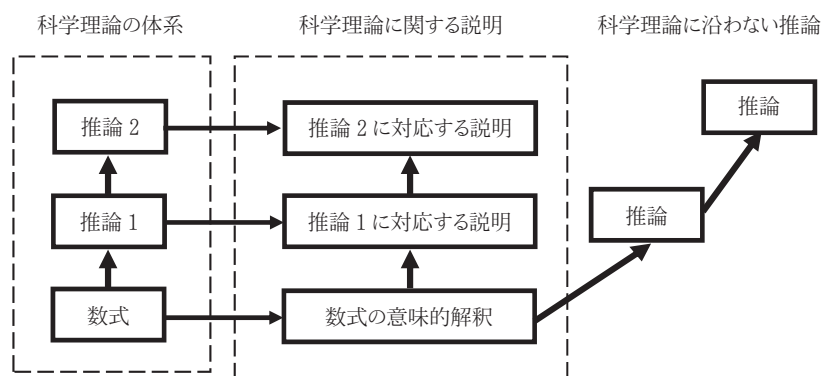 科学理論の体系
科学理論に関する説明
科学理論に沿わない推論
推論 2
推論 2 に対応する説明
推論
推論 1
推論 1 に対応する説明
推論
数式
数式の意味的解釈